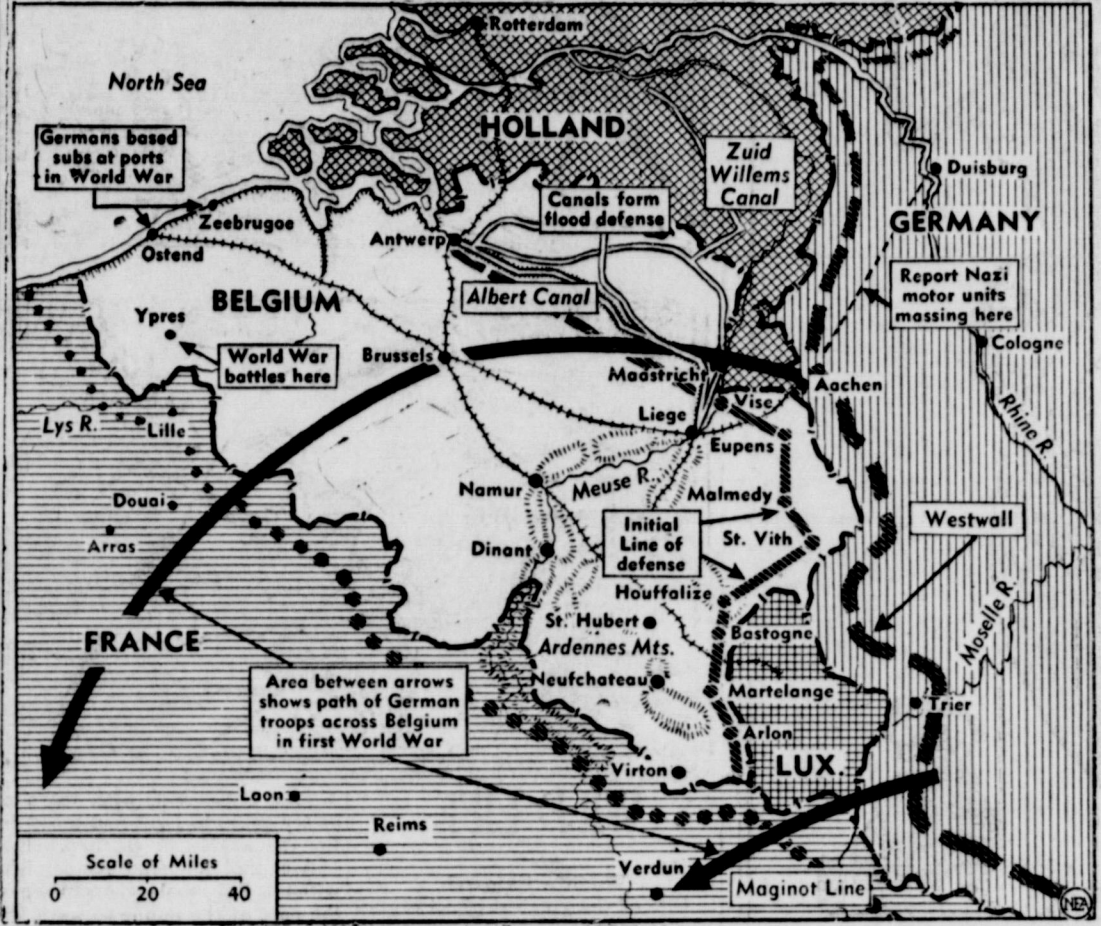 Rotterdam
North Sea
HOLLAND
Germans based
subs at ports
in World War
Zuid
Willems
Canal
Duisburg
Canals form
flood defense
Zeebrugoe
GERMANY
Antwerp
Ostend
Report Nazi
motor units
massing here
BELGIUM
Albert Canal
Ypres
Cologne
World War
battles here
Brussels
Maastricht
Aachen
Vise
Rhine R.
Liege
Lys R.
Lille
Eupens
Meuse R.
Namur
Malmedy
Douai
Initial
Line of
defense
Westwall
St. Vith
Arras
Dinant
Houffalize
St. Hubert
Moselle R.
FRANCE
Bastogne
Ardennes Mts.
Area between arrows
shows path of German
troops across Belgium
in first World War
Neufchateau
Martelange
Trier
Arlon
Virton
LUX.
Laon
Reims
Scale of Miles
0 20 40
Verdun
Maginot Line
NEA